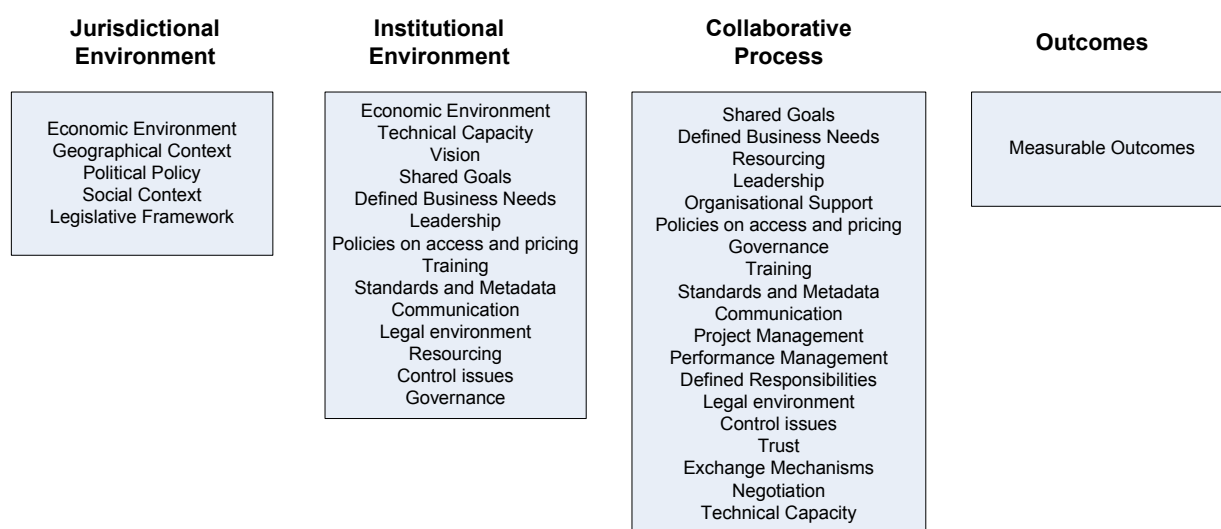 Jurisdictional
Environment
Economic Environment
Geographical Context
Political Policy
Social Context
Legislative Framework
Institutional
Environment
Economic Environment
Technical Capacity
Vision
Shared Goals
Defined Business Needs
Leadership
Policies on access and pricing
Training
Standards and Metadata
Communication
Legal environment
Resourcing
Control issues
Governance
Collaborative
Process
Shared Goals
Defined Business Needs
Resourcing
Leadership
Organisational Support
Policies on access and pricing
Governance
Training
Standards and Metadata
Communication
Project Management
Performance Management
Defined Responsibilities
Legal environment
Control issues
Trust
Exchange Mechanisms
Negotiation
Technical Capacity
Outcomes
Measurable Outcomes